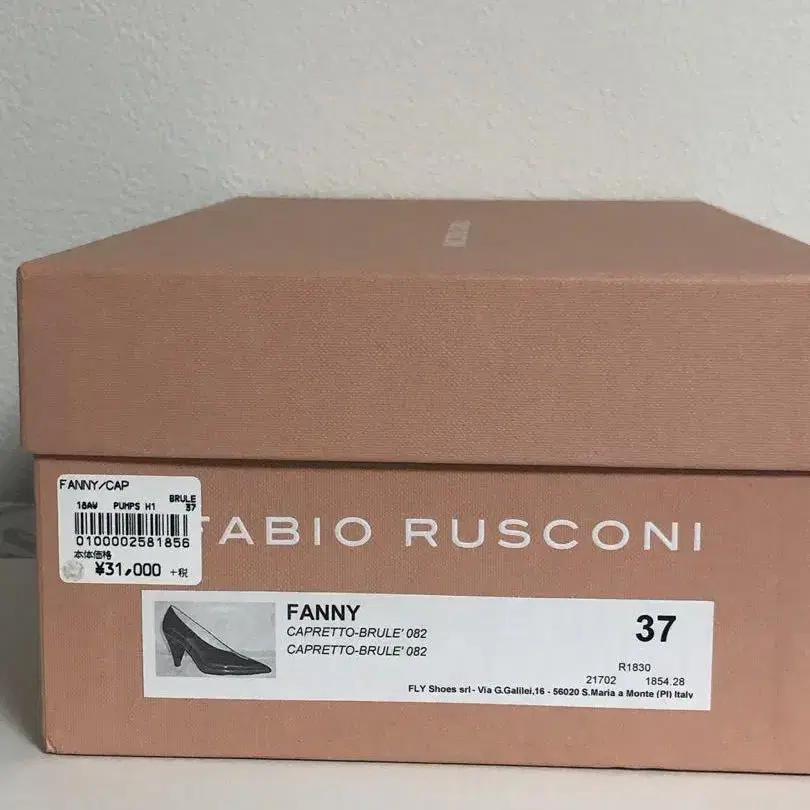 FANNY/CAP
BRULE
18AW PUMPS H1 37
0100002581856
本体価格
¥31,000 +税
FABIO RUSCONI
FANNY
CAPRETTO-BRULE' 082
CAPRETTO-BRULE' 082
37
R1830
21702 1854.28
FLY Shoes srl - Via G.Galilei,16 - 56020 S.Maria a Monte (PI) Italy